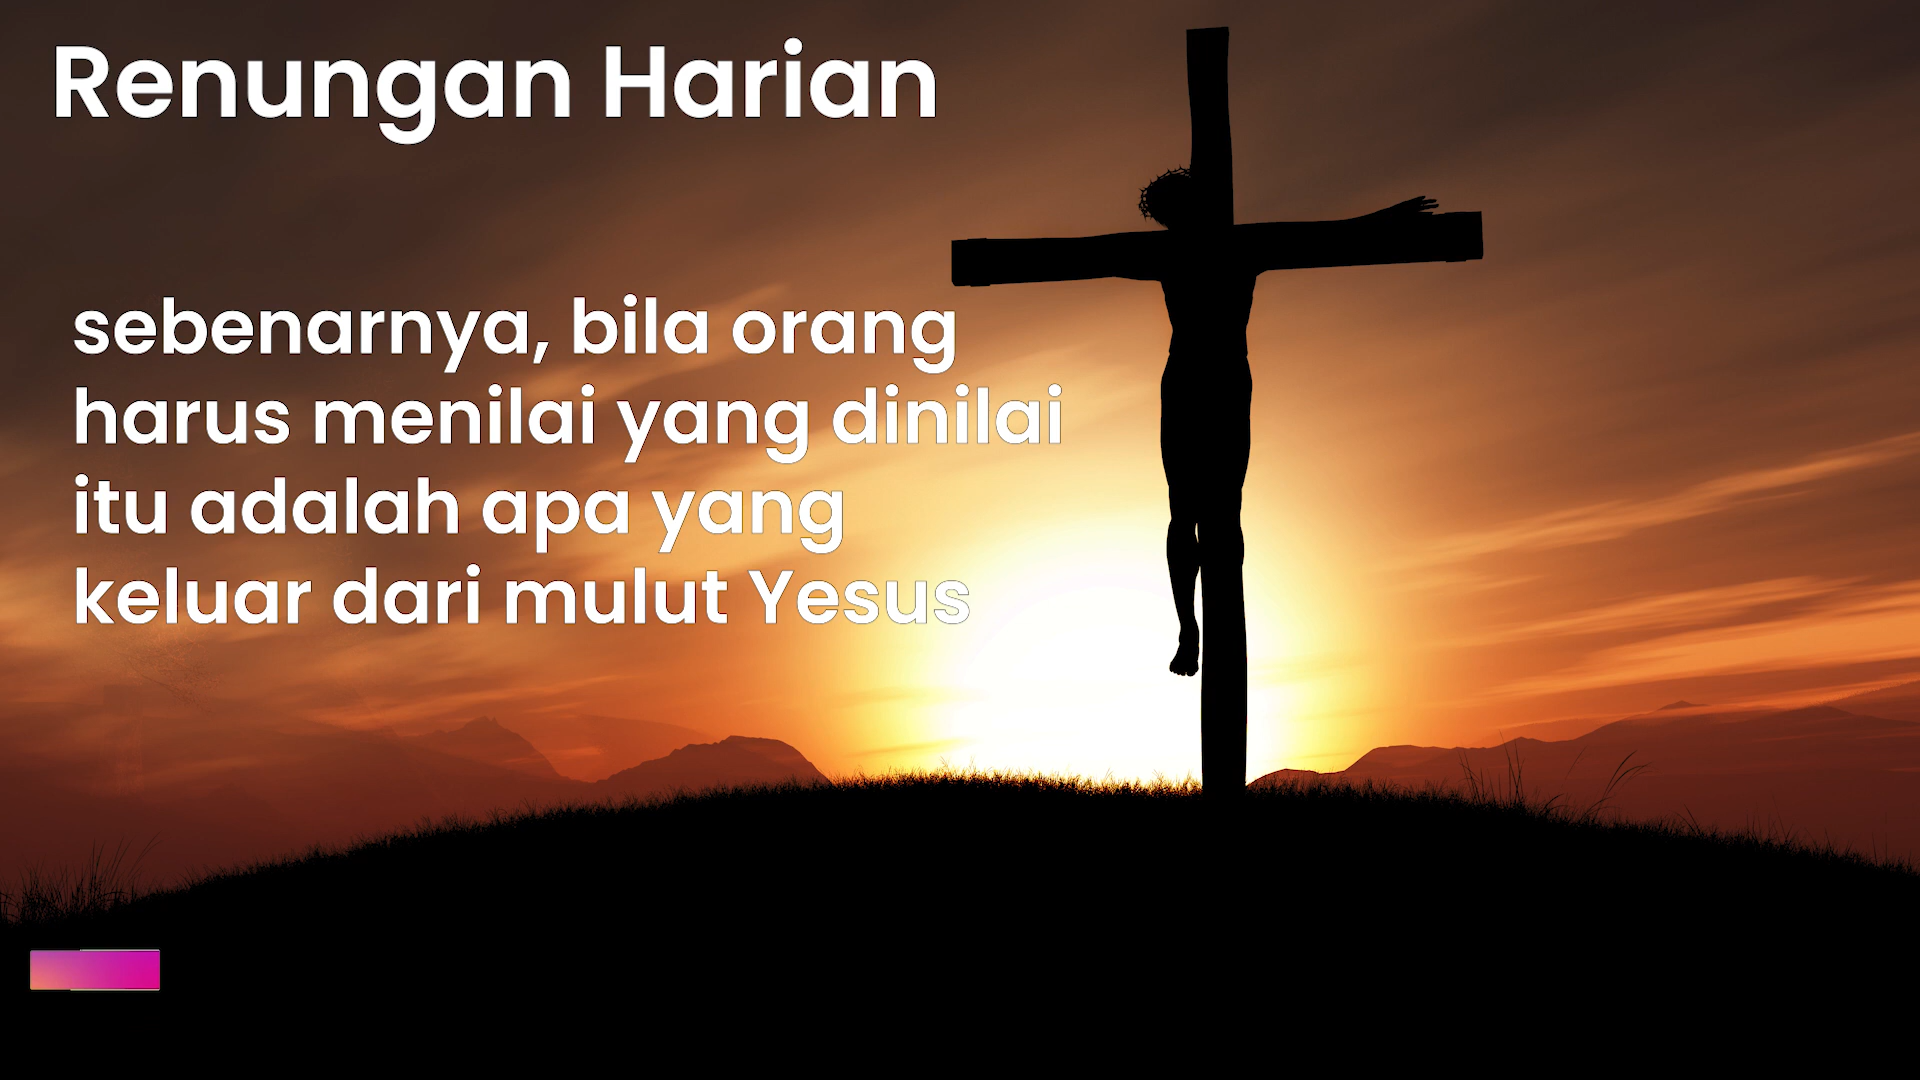 Renungan Harian
sebenarnya, bila orang
harus menilai yang dinilai
itu adalah apa yang
keluar dari mulut Yesus